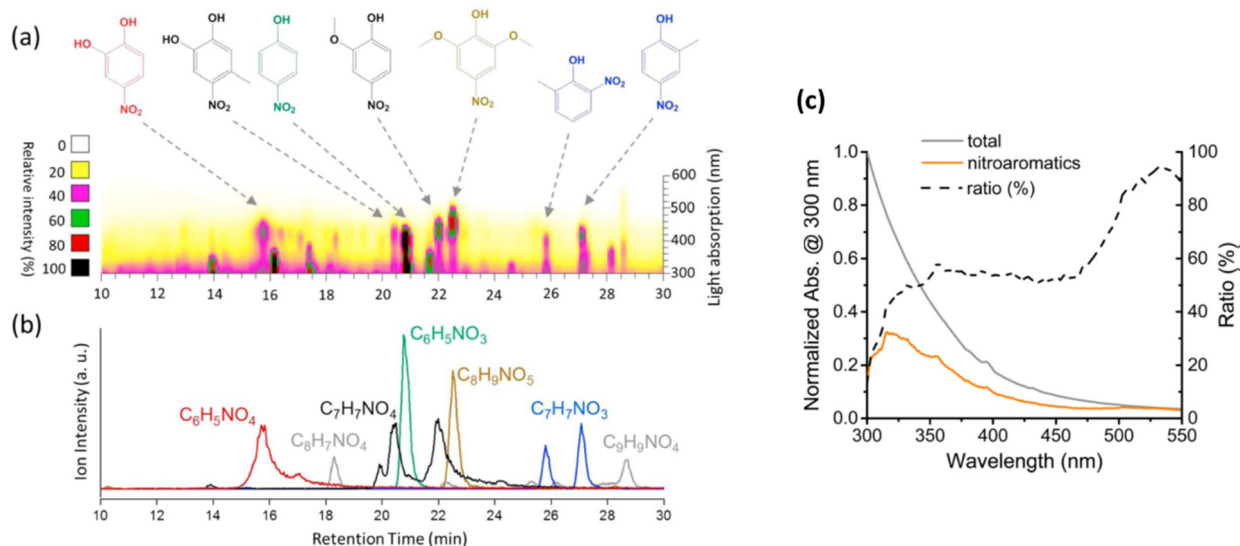 (a)
OH
HO
NO₂
OH
HO
NO₂
OH
NO₂
OH
O
NO₂
OH
O
O
NO₂
OH
NO₂
OH
NO₂
Relative intensity (%)
0
20
40
60
80
100
600
500
400
300
Light absorption (nm)
10 12 14 16 18 20 22 24 26 28 30
(b)
Ion Intensity (a. u.)
C₆H₅NO₄
C₈H₇NO₄
C₇H₇NO₄
C₆H₅NO₃
C₈H₉NO₅
C₇H₇NO₃
C₉H₉NO₄
10 12 14 16 18 20 22 24 26 28 30
Retention Time (min)
(c)
Normalized Abs. @ 300 nm
1.0
0.8
0.6
0.4
0.2
0.0
total
nitroaromatics
ratio (%)
100
80
60
40
20
0
Ratio (%)
300 350 400 450 500 550
Wavelength (nm)